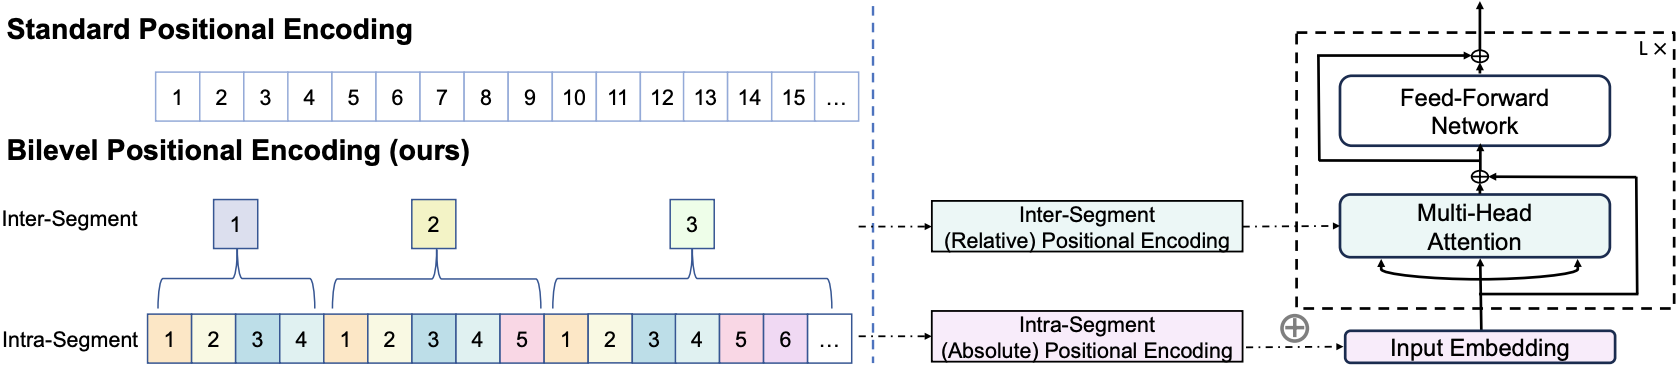 Standard Positional Encoding
1 2 3 4 5 6 7 8 9 10 11 12 13 14 15 ...
Bilevel Positional Encoding (ours)
Inter-Segment
1 2 3
Intra-Segment
1 2 3 4 1 2 3 4 5 1 2 3 4 5 6 ...
Inter-Segment
(Relative) Positional Encoding
Intra-Segment
(Absolute) Positional Encoding
L ×
Feed-Forward
Network
Multi-Head
Attention
Input Embedding